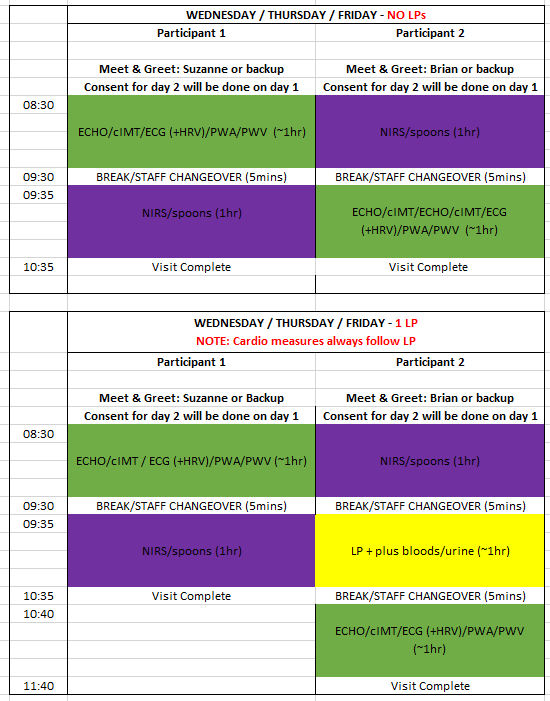 WEDNESDAY / THURSDAY / FRIDAY - NO LPs
Participant 1 Participant 2
Meet & Greet: Suzanne or backup Meet & Greet: Brian or backup
Consent for day 2 will be done on day 1 Consent for day 2 will be done on day 1
08:30
ECHO/cIMT/ECG (+HRV)/PWA/PWV (~1hr) NIRS/spoons (1hr)
09:30 BREAK/STAFF CHANGEOVER (5mins) BREAK/STAFF CHANGEOVER (5mins)
09:35
NIRS/spoons (1hr) ECHO/cIMT/ECHO/cIMT/ECG
(+HRV)/PWA/PWV (~1hr)
10:35 Visit Complete Visit Complete
WEDNESDAY / THURSDAY / FRIDAY - 1 LP
NOTE: Cardio measures always follow LP
Participant 1 Participant 2
Meet & Greet: Suzanne or Backup Meet & Greet: Brian or backup
Consent for day 2 will be done on day 1 Consent for day 2 will be done on day 1
08:30
ECHO/cIMT / ECG (+HRV)/PWA/PWV (~1hr) NIRS/spoons (1hr)
09:30 BREAK/STAFF CHANGEOVER (5mins) BREAK/STAFF CHANGEOVER (5mins)
09:35
NIRS/spoons (1hr) LP + plus bloods/urine (~1hr)
10:35 Visit Complete BREAK/STAFF CHANGEOVER (5mins)
10:40
ECHO/cIMT/ECG (+HRV)/PWA/PWV
(~1hr)
11:40 Visit Complete